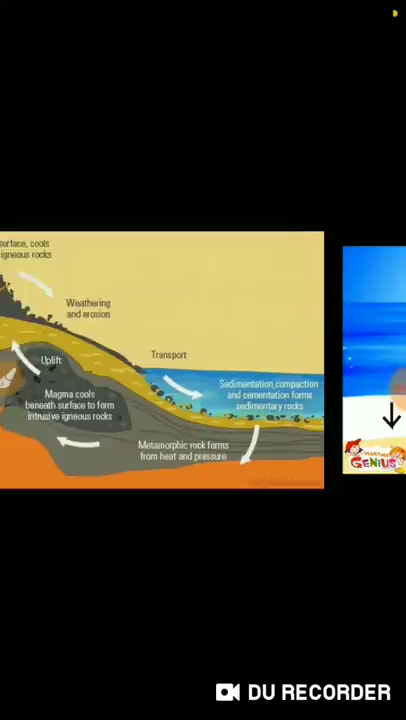 surface, cools
igneous rocks
Weathering
and erosion
Transport
Uplift
Sedimentation,compaction
and cementation forms
sedimentary rocks
Magma cools
beneath surface to form
intrusive igneous rocks
Metamorphic rock forms
from heat and pressure
GENIUS
DU RECORDER